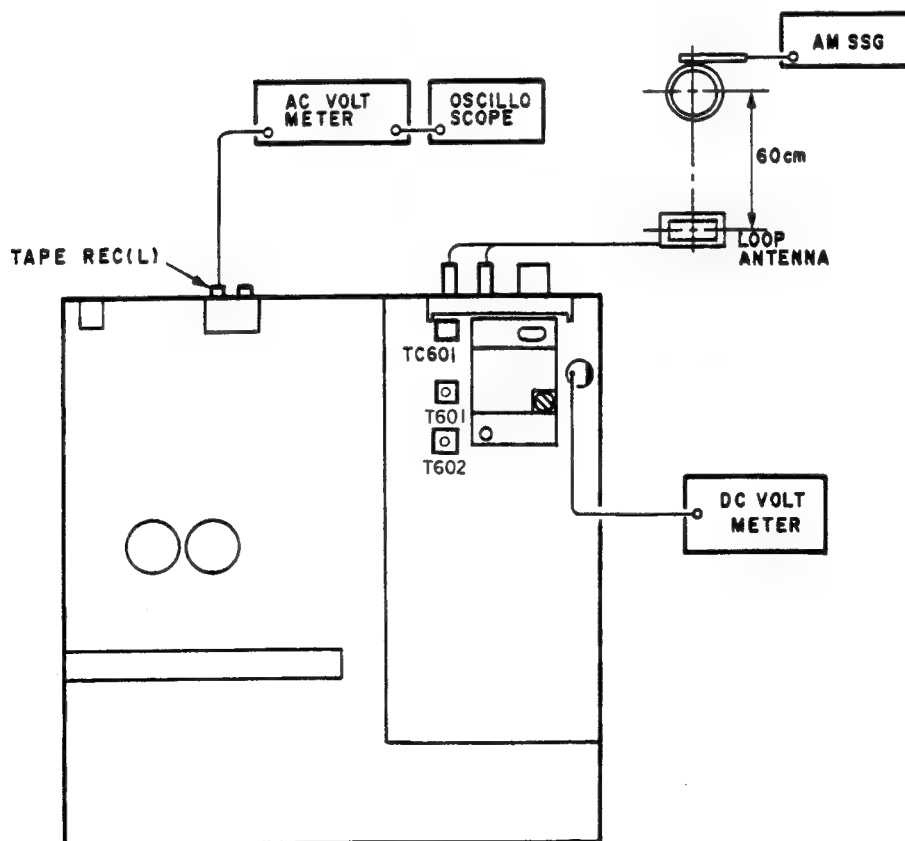 AM SSG
AC VOLT
METER
OSCILLO
SCOPE
60cm
LOOP
ANTENNA
TAPE REC(L)
TC601
T601
T602
DC VOLT
METER